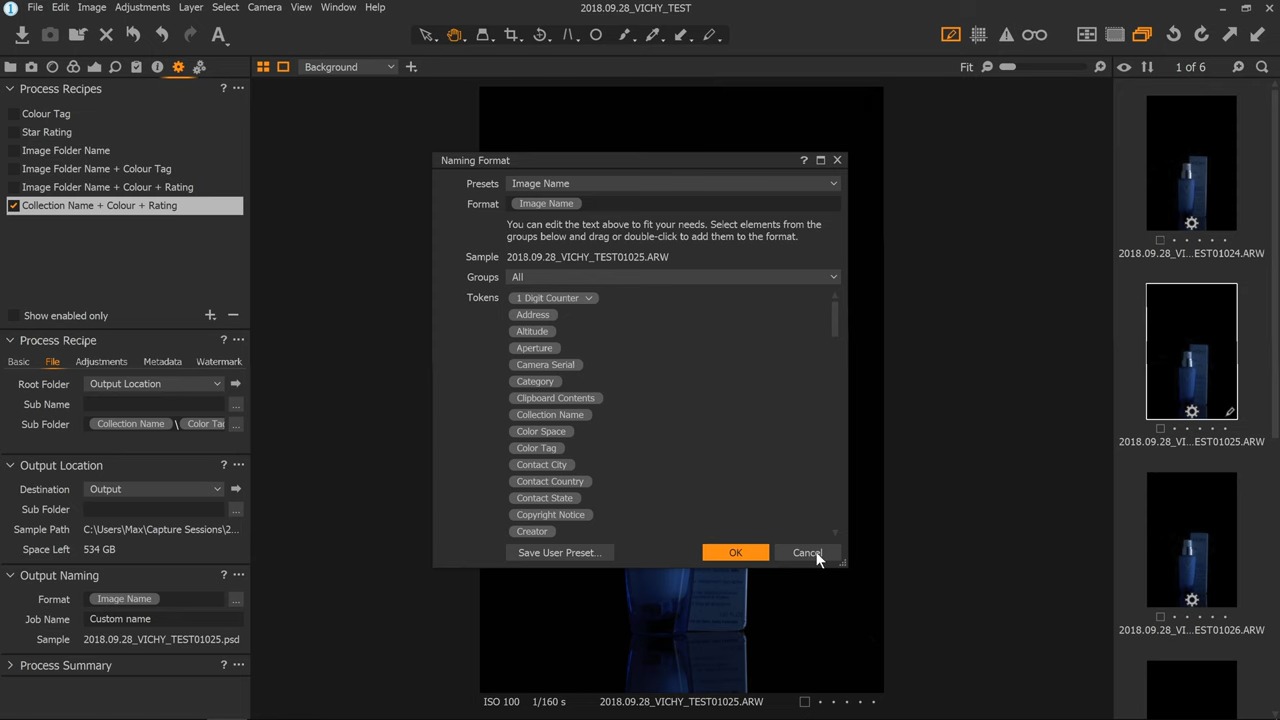 File Edit Image Adjustments Layer Select Camera View Window Help
2018.09.28_VICHY_TEST
Background
Fit
1 of 6
Process Recipes
Colour Tag
Star Rating
Image Folder Name
Image Folder Name + Colour Tag
Image Folder Name + Colour + Rating
Collection Name + Colour + Rating
Show enabled only
Process Recipe
Basic File Adjustments Metadata Watermark
Root Folder Output Location
Sub Name ...
Sub Folder Collection Name \ Color Tag ...
Output Location
Destination Output
Sub Folder ...
Sample Path C:\Users\Max\Capture Sessions\2...
Space Left 534 GB
Output Naming
Format Image Name ...
Job Name Custom name
Sample 2018.09.28_VICHY_TEST01025.psd
Process Summary
Naming Format
Presets Image Name
Format Image Name
You can edit the text above to fit your needs. Select elements from the
groups below and drag or double-click to add them to the format.
Sample 2018.09.28_VICHY_TEST01025.ARW
Groups All
Tokens 1 Digit Counter
Address
Altitude
Aperture
Camera Serial
Category
Clipboard Contents
Collection Name
Color Space
Color Tag
Contact City
Contact Country
Contact State
Copyright Notice
Creator
Save User Preset... OK Cancel
ISO 100 1/160 s 2018.09.28_VICHY_TEST01025.ARW
2018.09.28_VI...EST01024.ARW
2018.09.28_VI...EST01025.ARW
2018.09.28_VI...EST01026.ARW